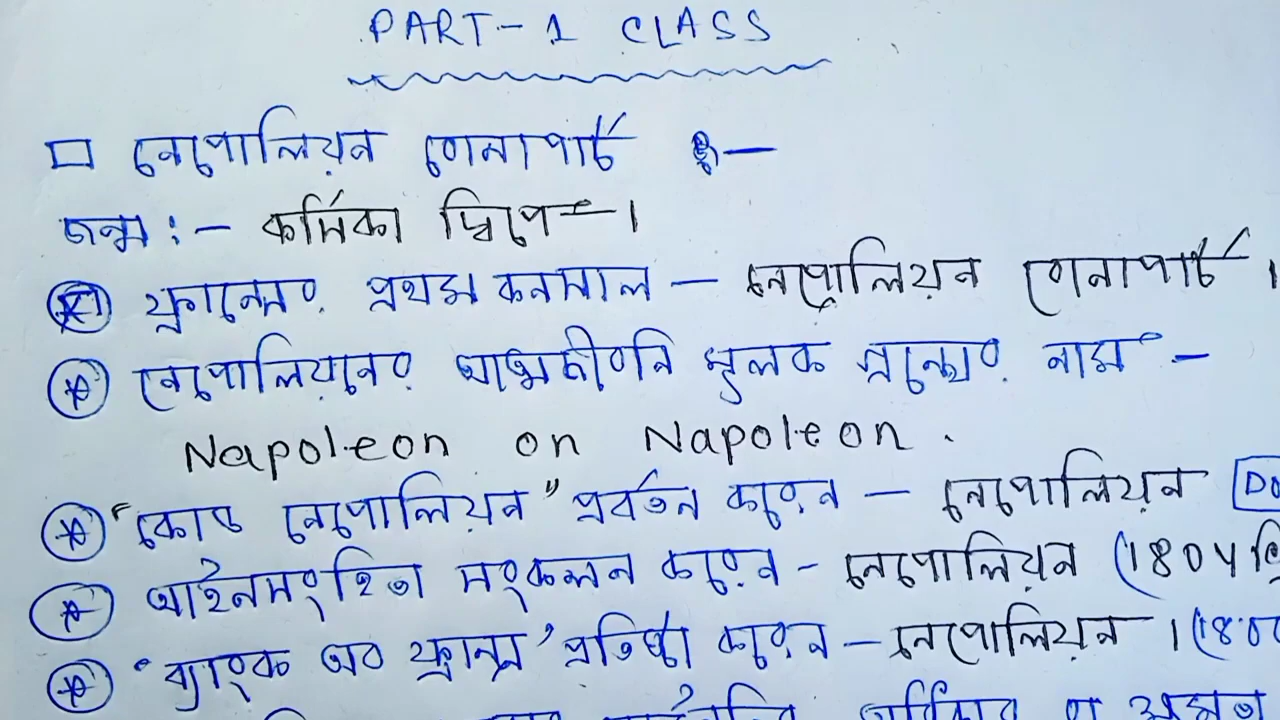 PART-1 CLASS
□ নেপোলিয়ন বোনাপার্ট ঃ—
জন্ম :- কর্সিকা দ্বিপে—।
ফ্রান্সের প্রথম কনসাল — নেপোলিয়ন বোনাপার্ট।
নেপোলিয়নের আত্মজীবনি মূলক গ্রন্থের নাম —
Napoleon on Napoleon.
"কোড নেপোলিয়ন" প্রবর্তন করেন — নেপোলিয়ন
আইনসংহিতা সংকলন করেন - নেপোলিয়ন (1804
'ব্যাংক অব ফ্রান্স' প্রতিষ্ঠা করেন — নেপোলিয়ন ।(180